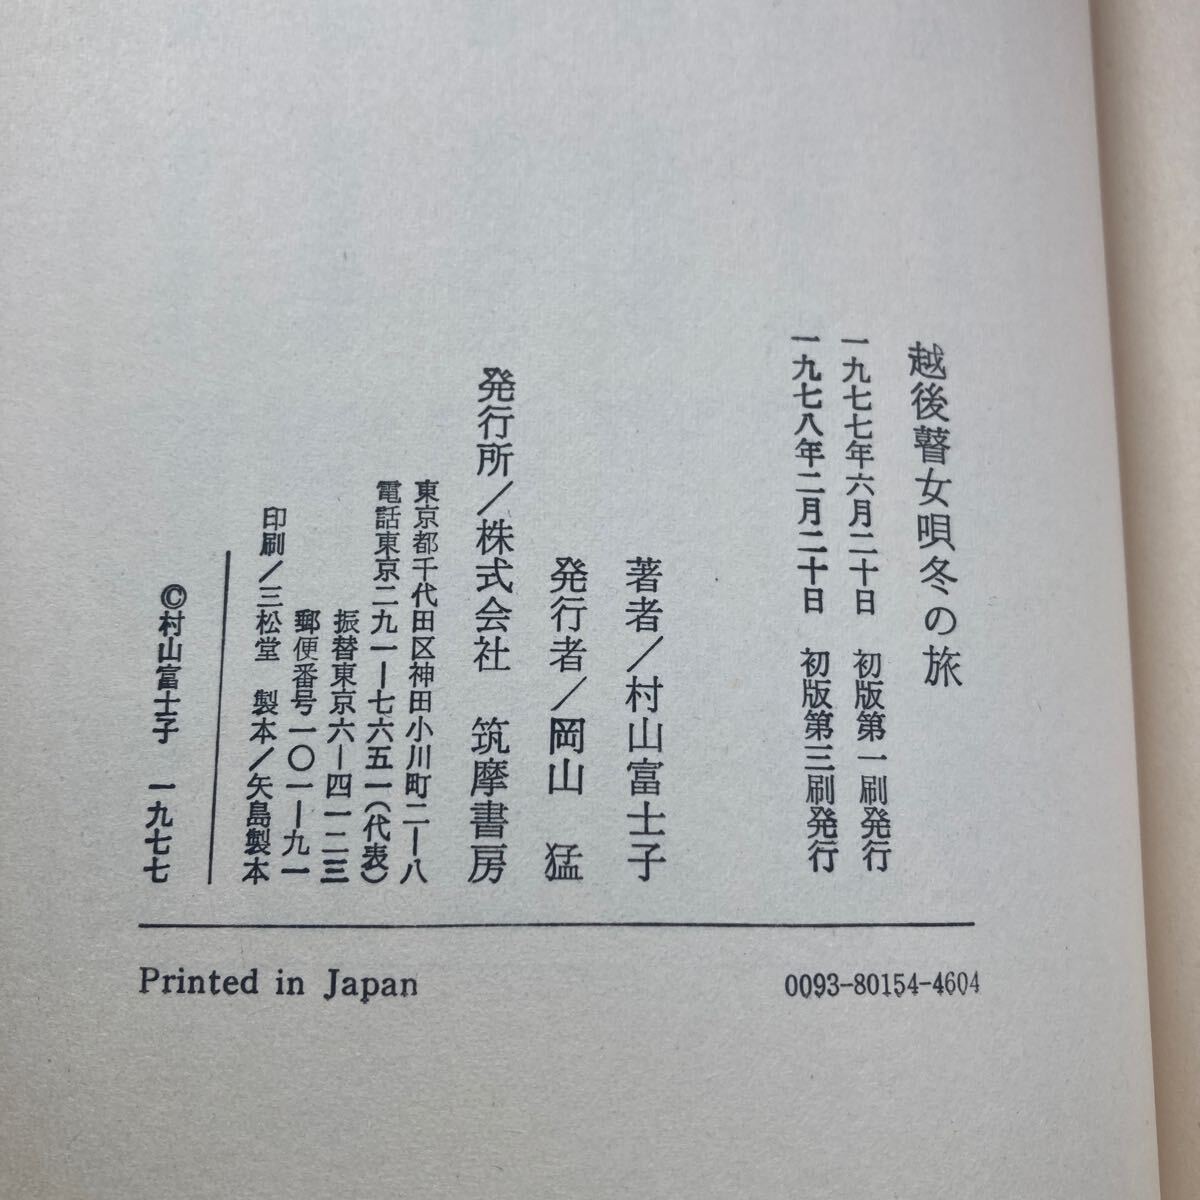 越後瞽女唄冬の旅
一九七七年六月二十日 初版第一刷発行
一九七八年二月二十日 初版第三刷発行
著者/村山富士子
発行者/岡山 猛
発行所/株式会社 筑摩書房
東京都千代田区神田小川町二―八
電話東京二九一―七六五一(代表)
振替東京六―四一二三
郵便番号一〇一―九一
印刷/三松堂 製本/矢島製本
©村山富士子 一九七七
Printed in Japan
0093-80154-4604